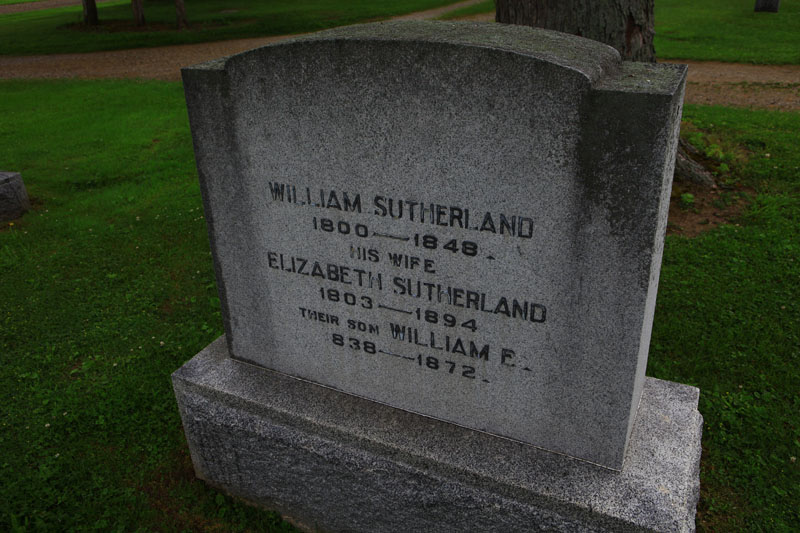 WILLIAM SUTHERLAND
1800—1848.
HIS WIFE
ELIZABETH SUTHERLAND
1803—1894
THEIR SON WILLIAM E.
838—1872.